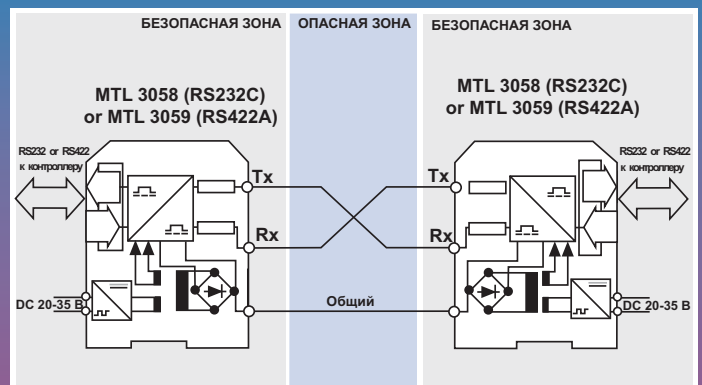 БЕЗОПАСНАЯ ЗОНА
ОПАСНАЯ ЗОНА
БЕЗОПАСНАЯ ЗОНА
MTL 3058 (RS232C)
or MTL 3059 (RS422A)
MTL 3058 (RS232C)
or MTL 3059 (RS422A)
RS232 or RS422
к контроллеру
Tx
Tx
RS232 or RS422
к контроллеру
Rx
Rx
DC 20-35 В
Общий
DC 20-35 В